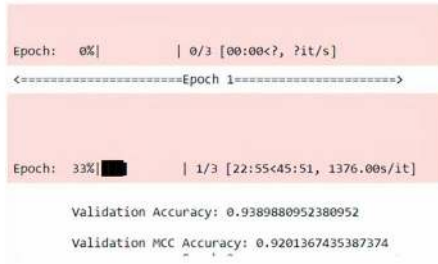 Epoch: 0%| | 0/3 [00:00<?, ?it/s]
<======================Epoch 1======================>
Epoch: 33%|███ | 1/3 [22:55<45:51, 1376.00s/it]
Validation Accuracy: 0.9389880952380952
Validation MCC Accuracy: 0.9201367435387374